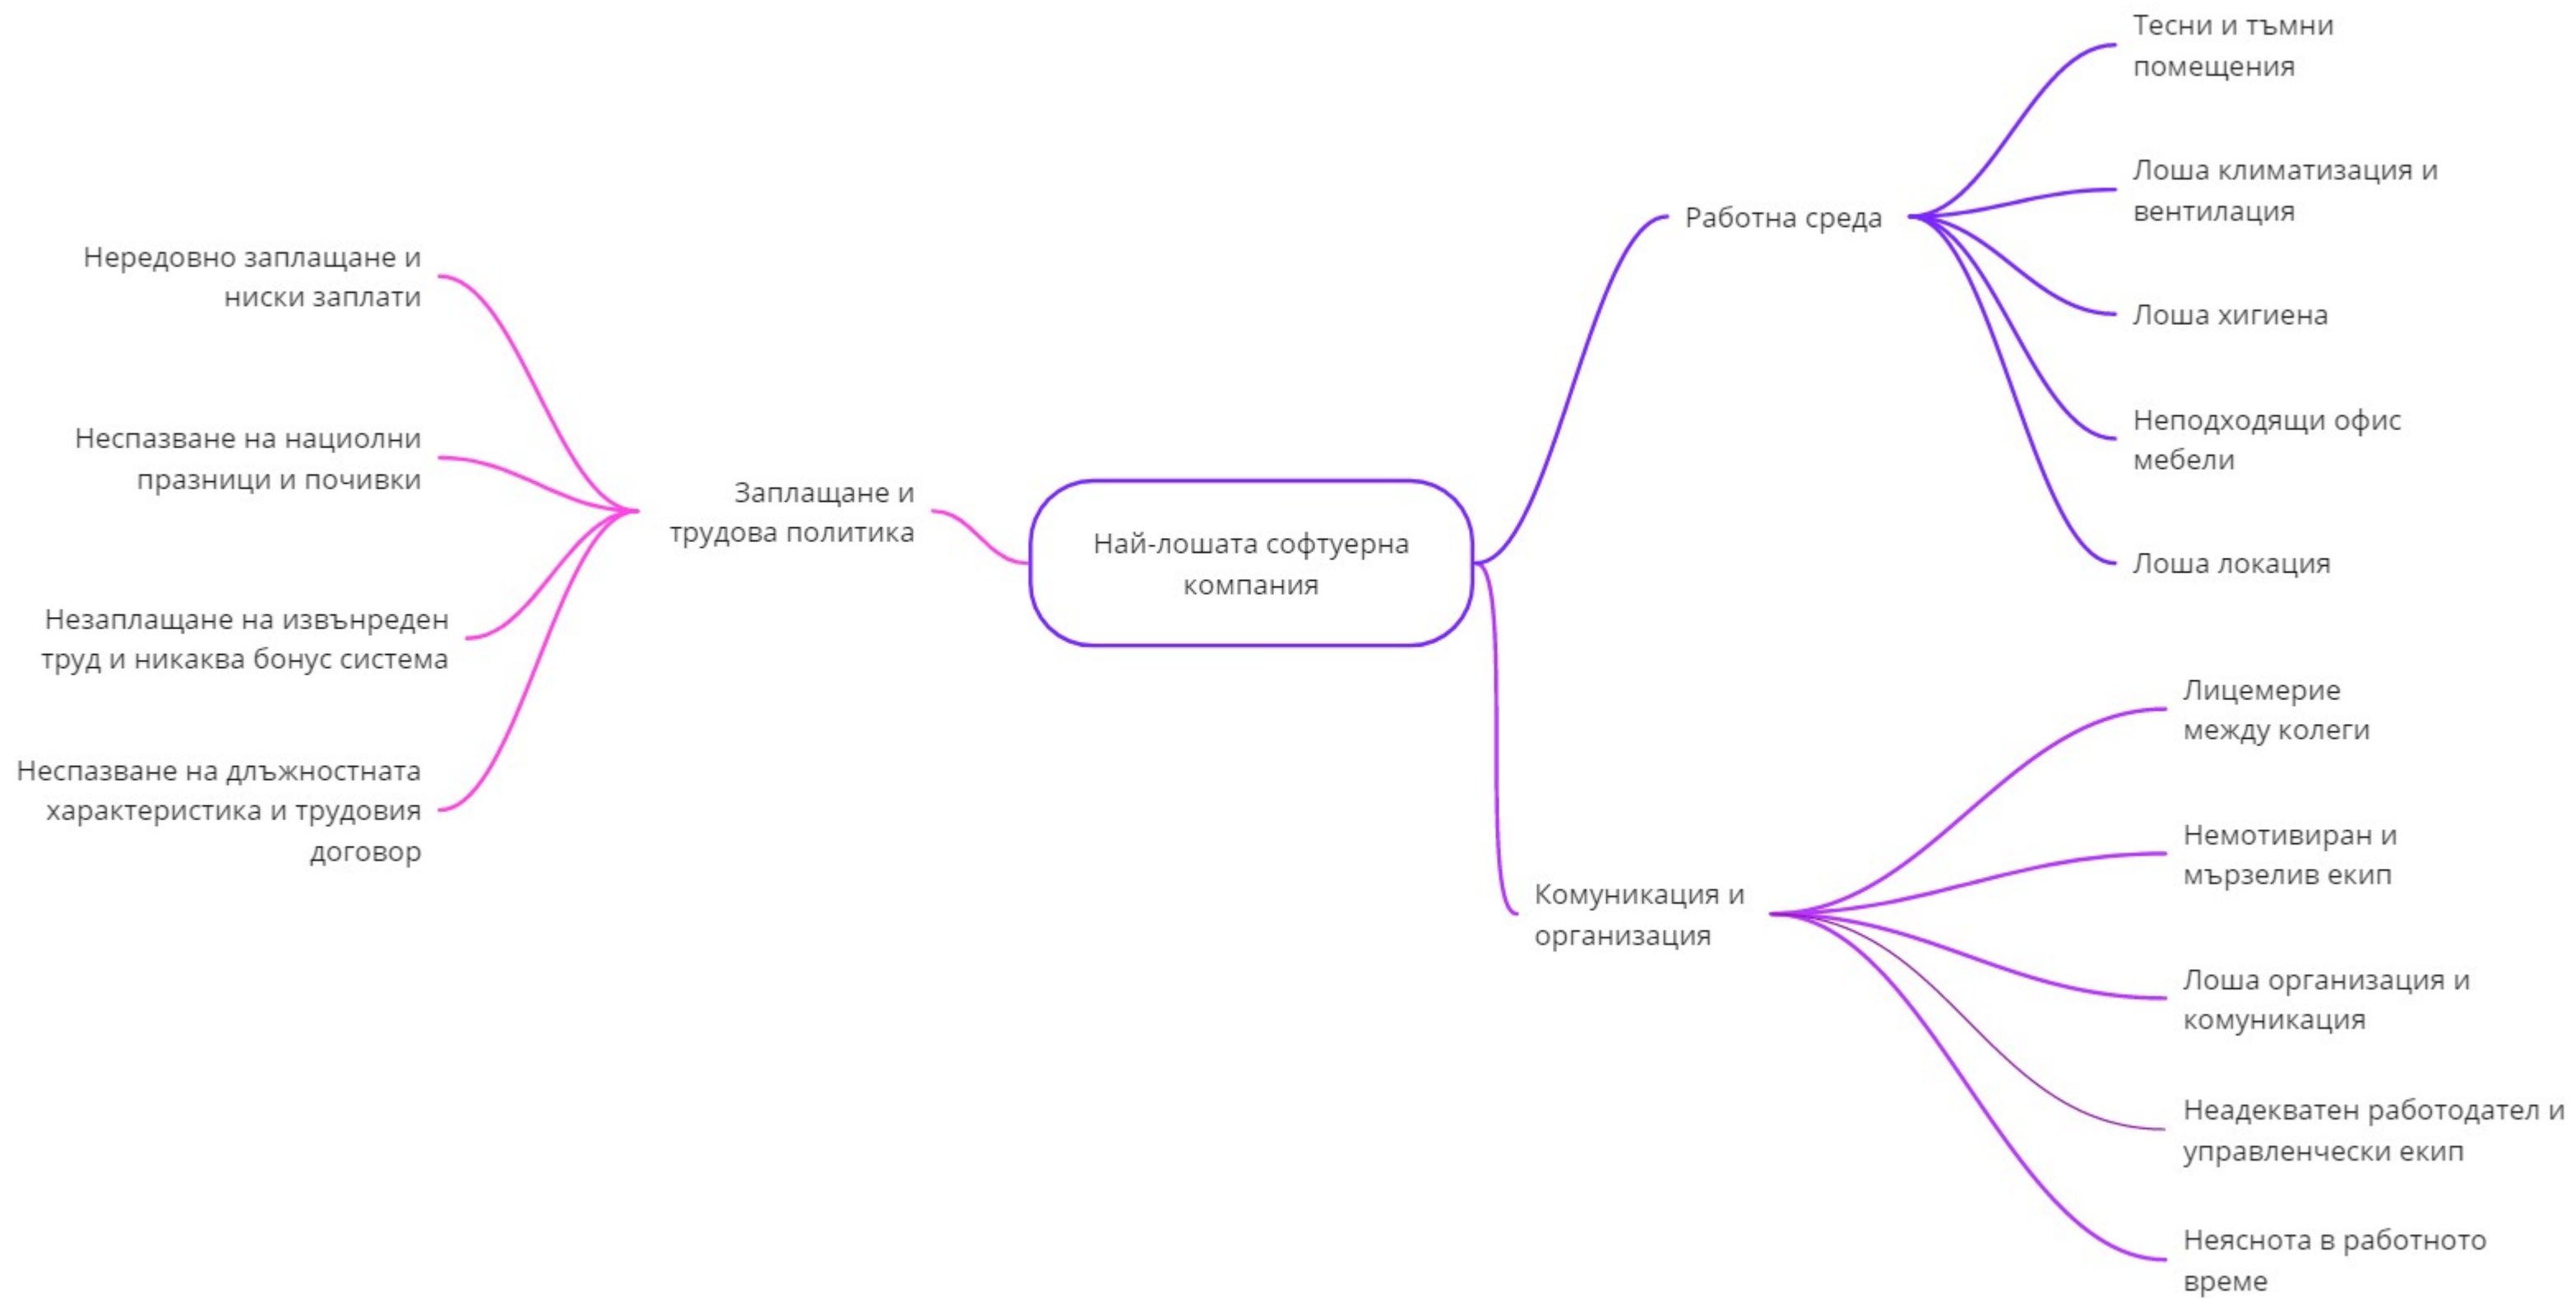 Най-лошата софтуерна
компания
Заплащане и
трудова политика
Нередовно заплащане и
ниски заплати
Неспазване на нациолни
празници и почивки
Незаплащане на извънреден
труд и никаква бонус система
Неспазване на длъжностната
характеристика и трудовия
договор
Работна среда
Тесни и тъмни
помещения
Лоша климатизация и
вентилация
Лоша хигиена
Неподходящи офис
мебели
Лоша локация
Комуникация и
организация
Лицемерие
между колеги
Немотивиран и
мързелив екип
Лоша организация и
комуникация
Неадекватен работодател и
управленчески екип
Неяснота в работното
време